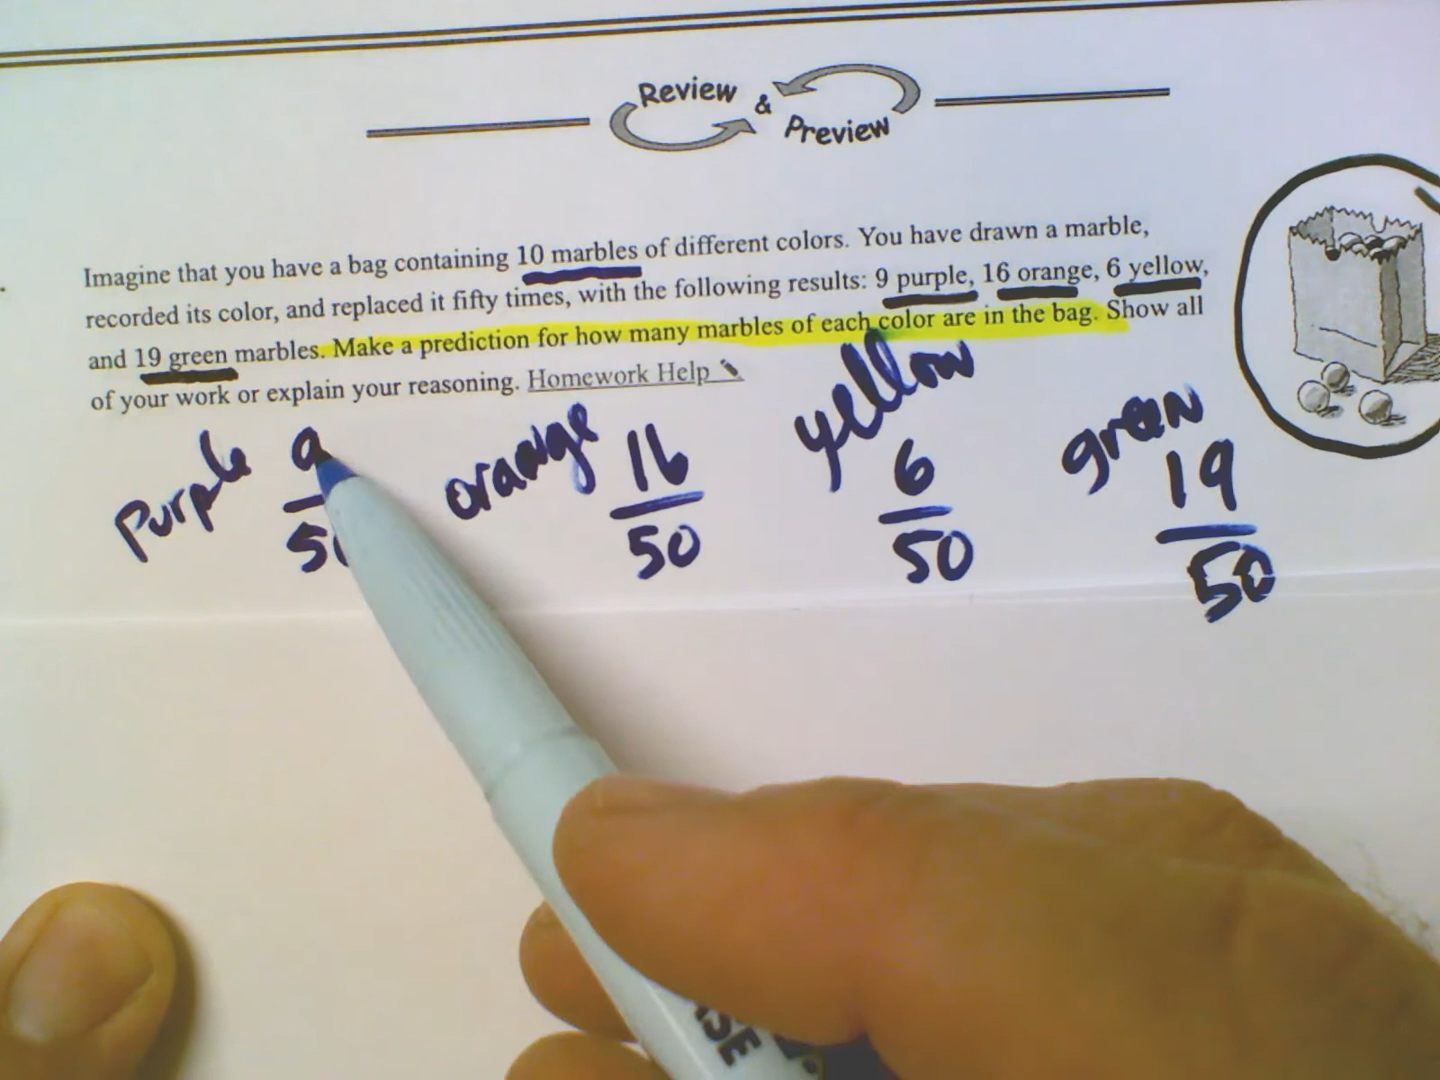 Review & Preview
Imagine that you have a bag containing 10 marbles of different colors. You have drawn a marble,
recorded its color, and replaced it fifty times, with the following results: 9 purple, 16 orange, 6 yellow,
and 19 green marbles. Make a prediction for how many marbles of each color are in the bag. Show all
of your work or explain your reasoning. Homework Help
purple 9/50 orange 16/50 yellow 6/50 green 19/50